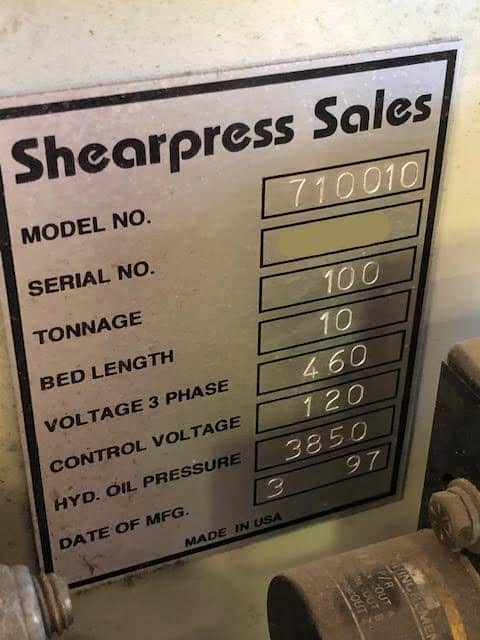 Shearpress Sales
MODEL NO. 710010
SERIAL NO.
TONNAGE 100
BED LENGTH 10
VOLTAGE 3 PHASE 460
CONTROL VOLTAGE 120
HYD. OIL PRESSURE 3850
DATE OF MFG. 3 97
MADE IN USA